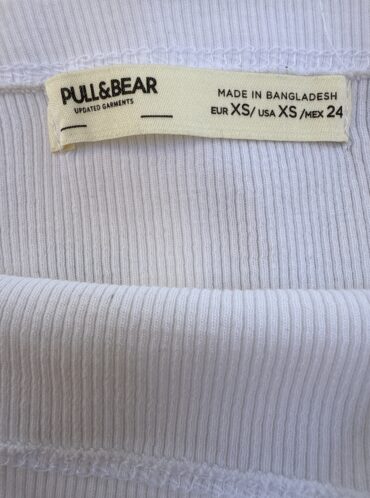 PULL&BEAR
UPDATED GARMENTS
MADE IN BANGLADESH
EUR XS/ USA XS /MEX 24